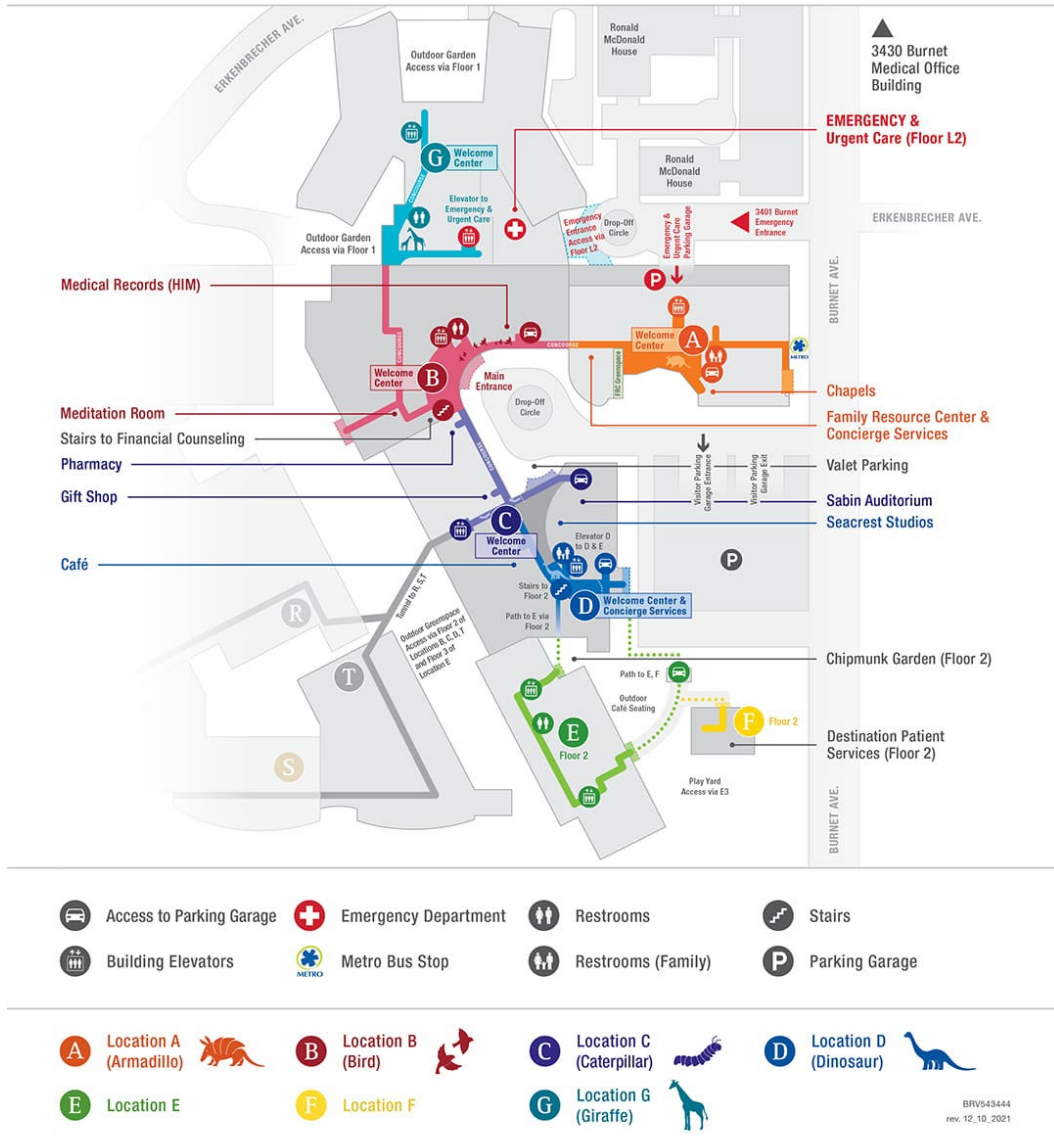 ERKENBRECHER AVE.
Outdoor Garden
Access via Floor 1
Ronald
McDonald
House
3430 Burnet
Medical Office
Building
EMERGENCY &
Urgent Care (Floor L2)
G
Welcome
Center
CONCOURSE
Ronald
McDonald
House
Elevator to
Emergency &
Urgent Care
Emergency
Entrance
Access via
Floor L2
Drop-Off
Circle
Emergency &
Urgent Care
Parking Garage
3401 Burnet
Emergency
Entrance
ERKENBRECHER AVE.
Outdoor Garden
Access via Floor 1
BURNET AVE.
Medical Records (HIM)
P
Welcome
Center
A
CONCOURSE
CONCOURSE
METRO
Welcome
Center
B
Main
Entrance
FRC Greenspace
Chapels
Drop-Off
Circle
Meditation Room
Family Resource Center &
Concierge Services
Stairs to Financial Counseling
Pharmacy
CONCOURSE
Visitor Parking
Garage Entrance
Visitor Parking
Garage Exit
Valet Parking
Gift Shop
Sabin Auditorium
C
Welcome
Center
Seacrest Studios
Elevator D
to D & E
Café
P
Stairs to
Floor 2
D
Welcome Center &
Concierge Services
Tunnel to R, S, T
R
Path to E via
Floor 2
Outdoor Greenspace
Access via Floor 2 of
Locations B, C, D, T
and Floor 3 of
Location E
T
Path to E, F
Chipmunk Garden (Floor 2)
Outdoor
Café Seating
E
Floor 2
F
Floor 2
Destination Patient
Services (Floor 2)
S
Play Yard
Access via E3
BURNET AVE.
Access to Parking Garage
Emergency Department
Restrooms
Stairs
Building Elevators
METRO
Metro Bus Stop
Restrooms (Family)
P
Parking Garage
A
Location A
(Armadillo)
B
Location B
(Bird)
C
Location C
(Caterpillar)
D
Location D
(Dinosaur)
E
Location E
F
Location F
G
Location G
(Giraffe)
BRV543444
rev. 12_10_2021